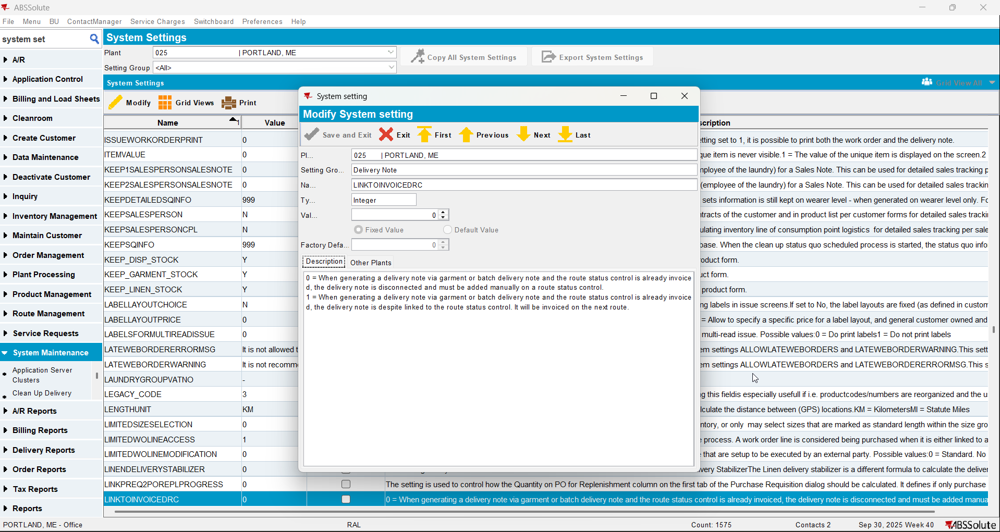 ABSSolute
File Menu BU ContactManager Service Charges Switchboard Preferences Help
system set
System Settings
Plant 025 | PORTLAND, ME
Setting Group <All>
Copy All System Settings
Export System Settings
System Settings
Grid View All
Modify Grid Views Print
Name 1 Value
scription
A/R
Application Control
Billing and Load Sheets
Cleanroom
Create Customer
Data Maintenance
Deactivate Customer
Inquiry
Inventory Management
Maintain Customer
Order Management
Plant Processing
Product Management
Route Management
Service Requests
System Maintenance
Application Server
Clusters
Clean Up Delivery
A/R Reports
Billing Reports
Delivery Reports
Order Reports
Tax Reports
Reports
ISSUEWORKORDERPRINT 0
ITEMVALUE 0
KEEP1SALESPERSONSALESNOTE 0
KEEP2SALESPERSONSALESNOTE 0
KEEPDETAILEDSQINFO 999
KEEPSALESPERSON N
KEEPSALESPERSONCPL N
KEEPSQINFO 999
KEEP_DISP_STOCK Y
KEEP_GARMENT_STOCK Y
KEEP_LINEN_STOCK Y
LABELLAYOUTCHOICE N
LABELLAYOUTPRICE 0
LABELSFORMULTIREADISSUE 0
LATEWEBORDERERRORMSG It is not allowed t
LATEWEBORDERWARNING It is not recomm
LAUNDRYGROUPVATNO -
LEGACY_CODE 3
LENGTHUNIT KM
LIMITEDSIZESELECTION 0
LIMITEDWOLINEACCESS 1
LIMITEDWOLINEMODIFICATION 0
LINENDELIVERYSTABILIZER 0
LINKPREQ2POREPLPROGRESS 0 The setting is used to control how the Quantity on PO for Replenishment column on the first tab of the Purchase Requisition dialog should be calculated. It defines if only purchase
LINKTOINVOICEDRC 0 0 = When generating a delivery note via garment or batch delivery note and the route status control is already invoiced, the delivery note is disconnected and must be added manua
System setting
Modify System setting
Save and Exit Exit First Previous Next Last
Pl... 025 | PORTLAND, ME
Setting Gro... Delivery Note
Na... LINKTOINVOICEDRC
Ty... Integer
Val... 0
Fixed Value Default Value
Factory Defa... 0
Description Other Plants
0 = When generating a delivery note via garment or batch delivery note and the route status control is already invoice
d, the delivery note is disconnected and must be added manually on a route status control.
1 = When generating a delivery note via garment or batch delivery note and the route status control is already invoice
d, the delivery note is despite linked to the route status control. It will be invoiced on the next route.
etting set to 1, it is possible to print both the work order and the delivery note.
que item is never visible.1 = The value of the unique item is displayed on the screen.2
nployee of the laundry) for a Sales Note. This can be used for detailed sales tracking p
(employee of the laundry) for a Sales Note. This can be used for detailed sales trackin
sets information is still kept on wearer level - when generated on wearer level only. Fo
tracts of the customer and in product list per customer forms for detailed sales tracki
ulating inventory line of consumption point logistics for detailed sales tracking per sale
base. When the clean up status quo scheduled process is started, the status quo info
oduct form.
uct form.
product form.
ng labels in issue screens.If set to No, the label layouts are fixed (as defined in custom
= Allow to specify a specific price for a label layout, and general customer owned and
multi-read issue. Possible values:0 = Do print labels1 = Do not print labels
em settings ALLOWLATEWEBORDERS and LATEWEBORDERWARNING.This sett
em settings ALLOWLATEWEBORDERS and LATEWEBORDERERRORMSG.This s
g this fieldis especially usefull if i.e. productcodes/numbers are reorganized and the u
lculate the distance between (GPS) locations.KM = KilometersMI = Statute Miles
ntory, or only may select sizes that are marked as standard length within the size gro
e process. A work order line is considered being purchased when it is either linked to a
that are setup to be executed by an external party. Possible values:0 = Standard. No
ivery StabilizerThe Linen delivery stabilizer is a different formula to calculate the deliver
PORTLAND, ME - Office RAL Count: 1575 Contacts 2 Sep 30, 2025 Week 40 ABSSolute